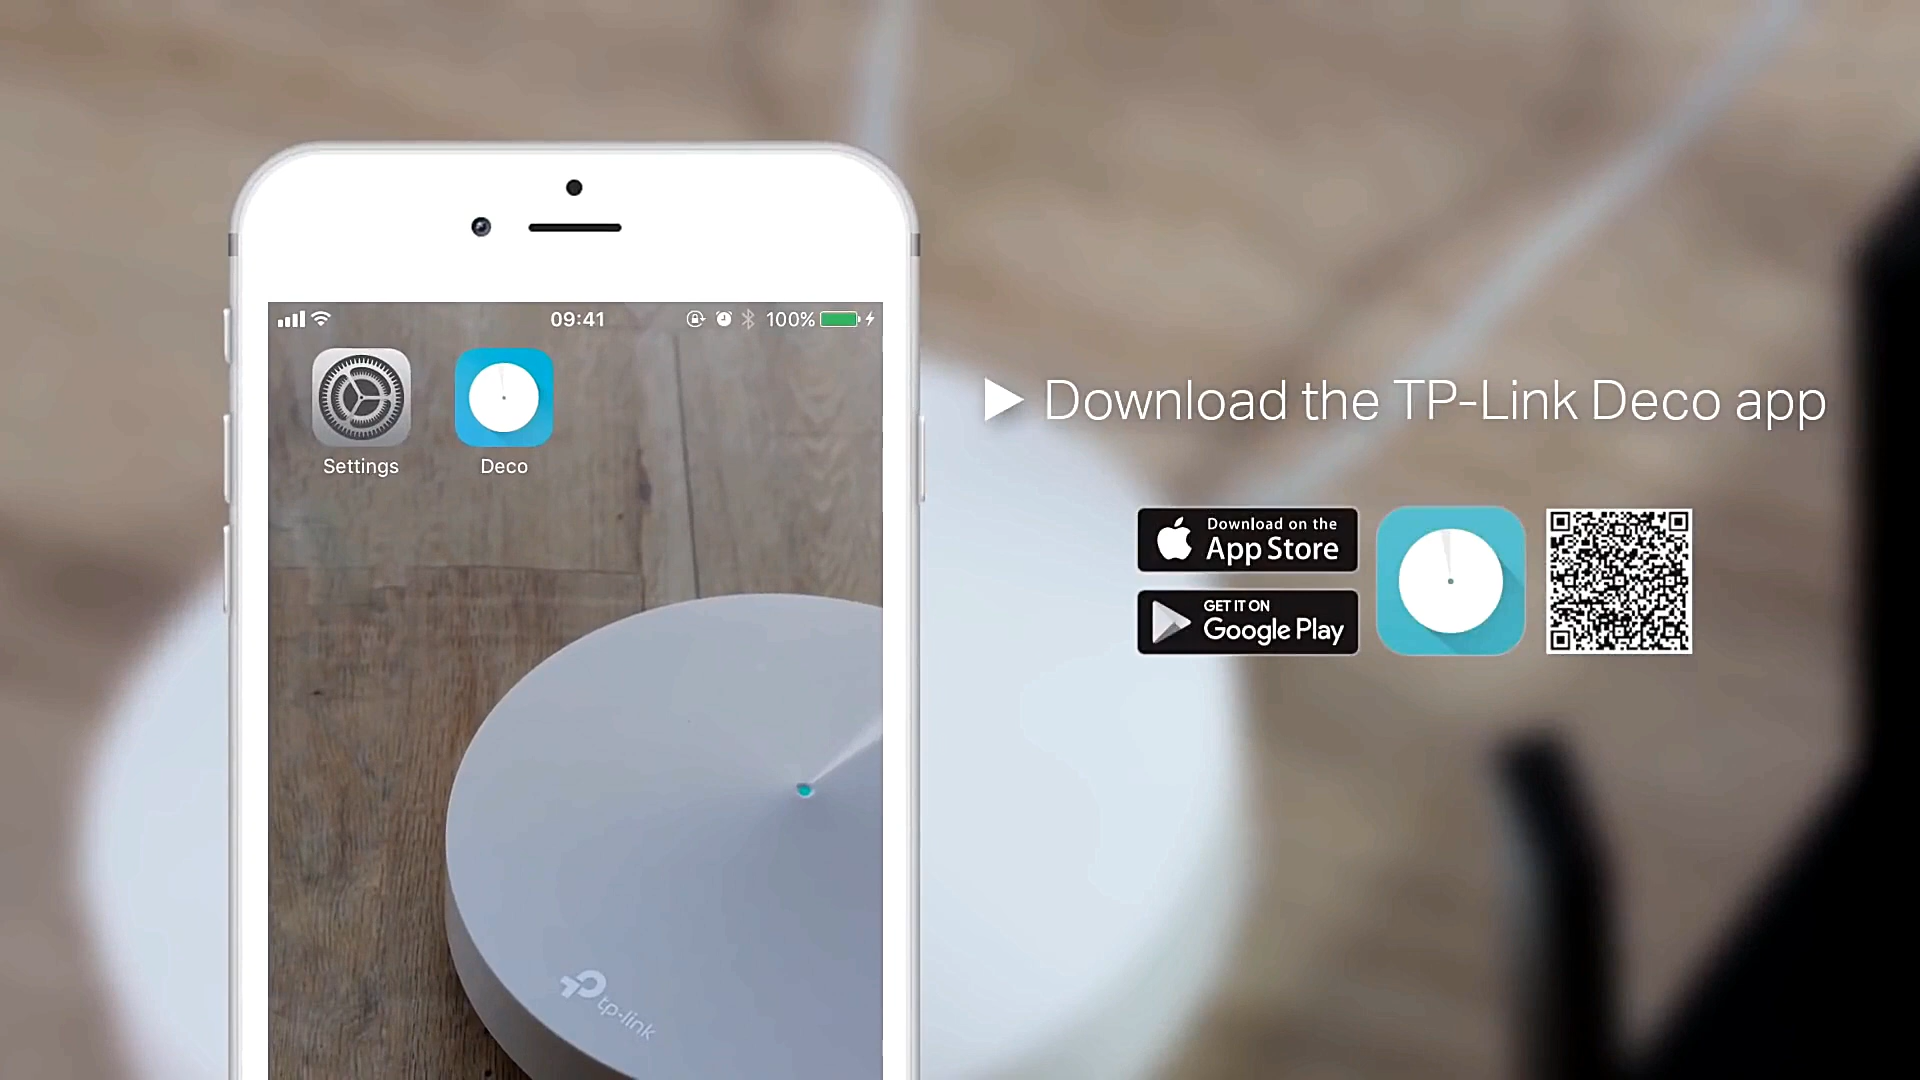 09:41
100%
Settings
Deco
tp-link
Download the TP-Link Deco app
Download on the
App Store
GET IT ON
Google Play